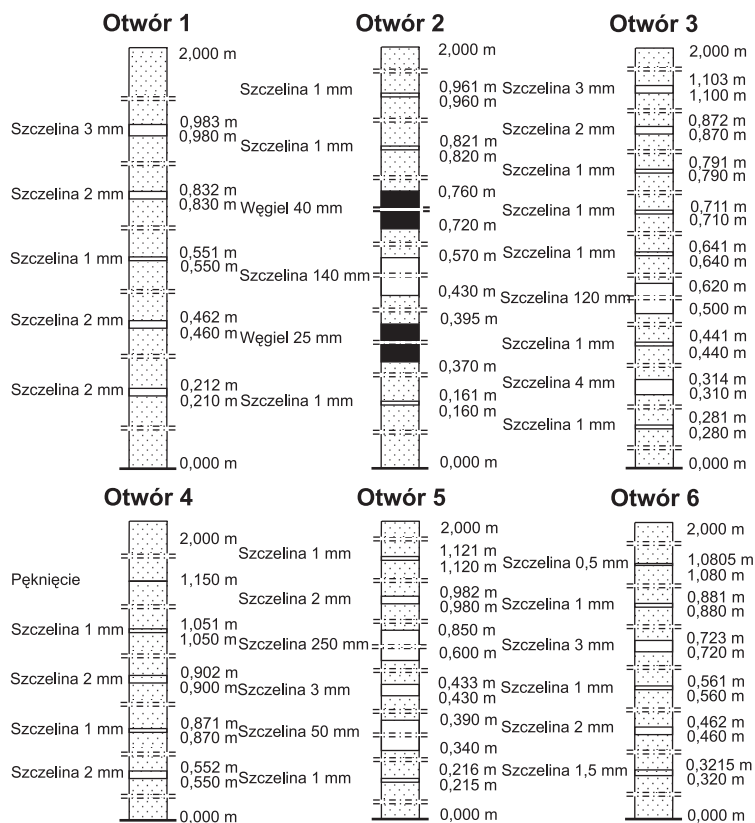 Otwór 1
2,000 m
Szczelina 3 mm
0,983 m
0,980 m
Szczelina 2 mm
0,832 m
0,830 m
Szczelina 1 mm
0,551 m
0,550 m
Szczelina 2 mm
0,462 m
0,460 m
Szczelina 2 mm
0,212 m
0,210 m
0,000 m
Otwór 2
2,000 m
Szczelina 1 mm
0,961 m
0,960 m
Szczelina 1 mm
0,821 m
0,820 m
0,760 m
Węgiel 40 mm
0,720 m
0,570 m
Szczelina 140 mm
0,430 m
0,395 m
Węgiel 25 mm
0,370 m
Szczelina 1 mm
0,161 m
0,160 m
0,000 m
Otwór 3
2,000 m
Szczelina 3 mm
1,103 m
1,100 m
Szczelina 2 mm
0,872 m
0,870 m
Szczelina 1 mm
0,791 m
0,790 m
Szczelina 1 mm
0,711 m
0,710 m
Szczelina 1 mm
0,641 m
0,640 m
0,620 m
Szczelina 120 mm
0,500 m
Szczelina 1 mm
0,441 m
0,440 m
Szczelina 4 mm
0,314 m
0,310 m
Szczelina 1 mm
0,281 m
0,280 m
0,000 m
Otwór 4
2,000 m
Pęknięcie
1,150 m
Szczelina 1 mm
1,051 m
1,050 m
Szczelina 2 mm
0,902 m
0,900 m
Szczelina 1 mm
0,871 m
0,870 m
Szczelina 2 mm
0,552 m
0,550 m
0,000 m
Otwór 5
2,000 m
Szczelina 1 mm
1,121 m
1,120 m
Szczelina 2 mm
0,982 m
0,980 m
0,850 m
Szczelina 250 mm
0,600 m
Szczelina 3 mm
0,433 m
0,430 m
0,390 m
Szczelina 50 mm
0,340 m
Szczelina 1 mm
0,216 m
0,215 m
0,000 m
Otwór 6
2,000 m
Szczelina 0,5 mm
1,0805 m
1,080 m
Szczelina 1 mm
0,881 m
0,880 m
Szczelina 3 mm
0,723 m
0,720 m
Szczelina 1 mm
0,561 m
0,560 m
Szczelina 2 mm
0,462 m
0,460 m
Szczelina 1,5 mm
0,3215 m
0,320 m
0,000 m